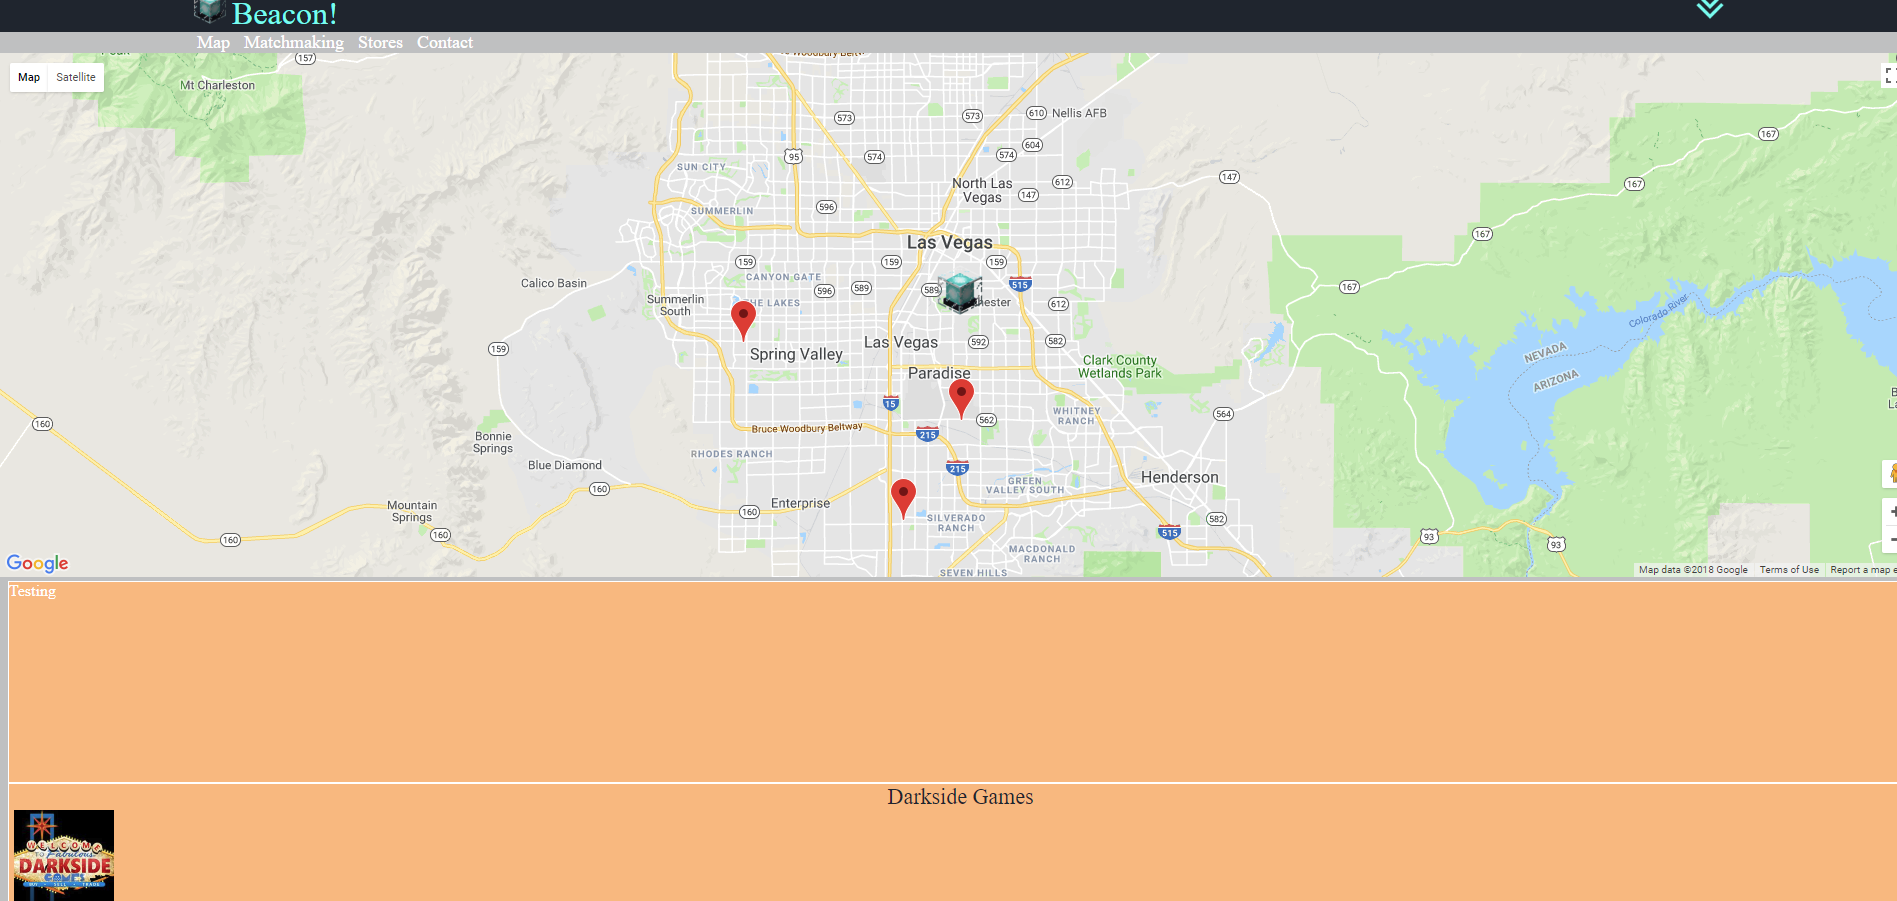 Beacon!
Map Matchmaking Stores Contact
Map Satellite
157
Mt Charleston
573
573
610 Nellis AFB
167
604
95
574
574
SUN CITY
147
612
167
North Las
Vegas
147
596
SUMMERLIN
167
Las Vegas
159
159
159
CANYON GATE
515
Calico Basin
596
589
589
167
Summerlin
South
THE LAKES
612
Colorado River
Las Vegas
592
582
159
Spring Valley
NEVADA
Clark County
Wetlands Park
Paradise
ARIZONA
15
WHITNEY
RANCH
564
562
160
Bruce Woodbury Beltway
215
Bonnie
Springs
RHODES RANCH
Blue Diamond
215
Henderson
GREEN
VALLEY SOUTH
160
Enterprise
Mountain
Springs
160
SILVERADO
RANCH
582
160
160
515
93
93
MACDONALD
RANCH
SEVEN HILLS
Google
Map data ©2018 Google Terms of Use Report a map e
Testing
Darkside Games
WELCOME
TO Fabulous
DARKSIDE
GAMES
BUY SELL TRADE